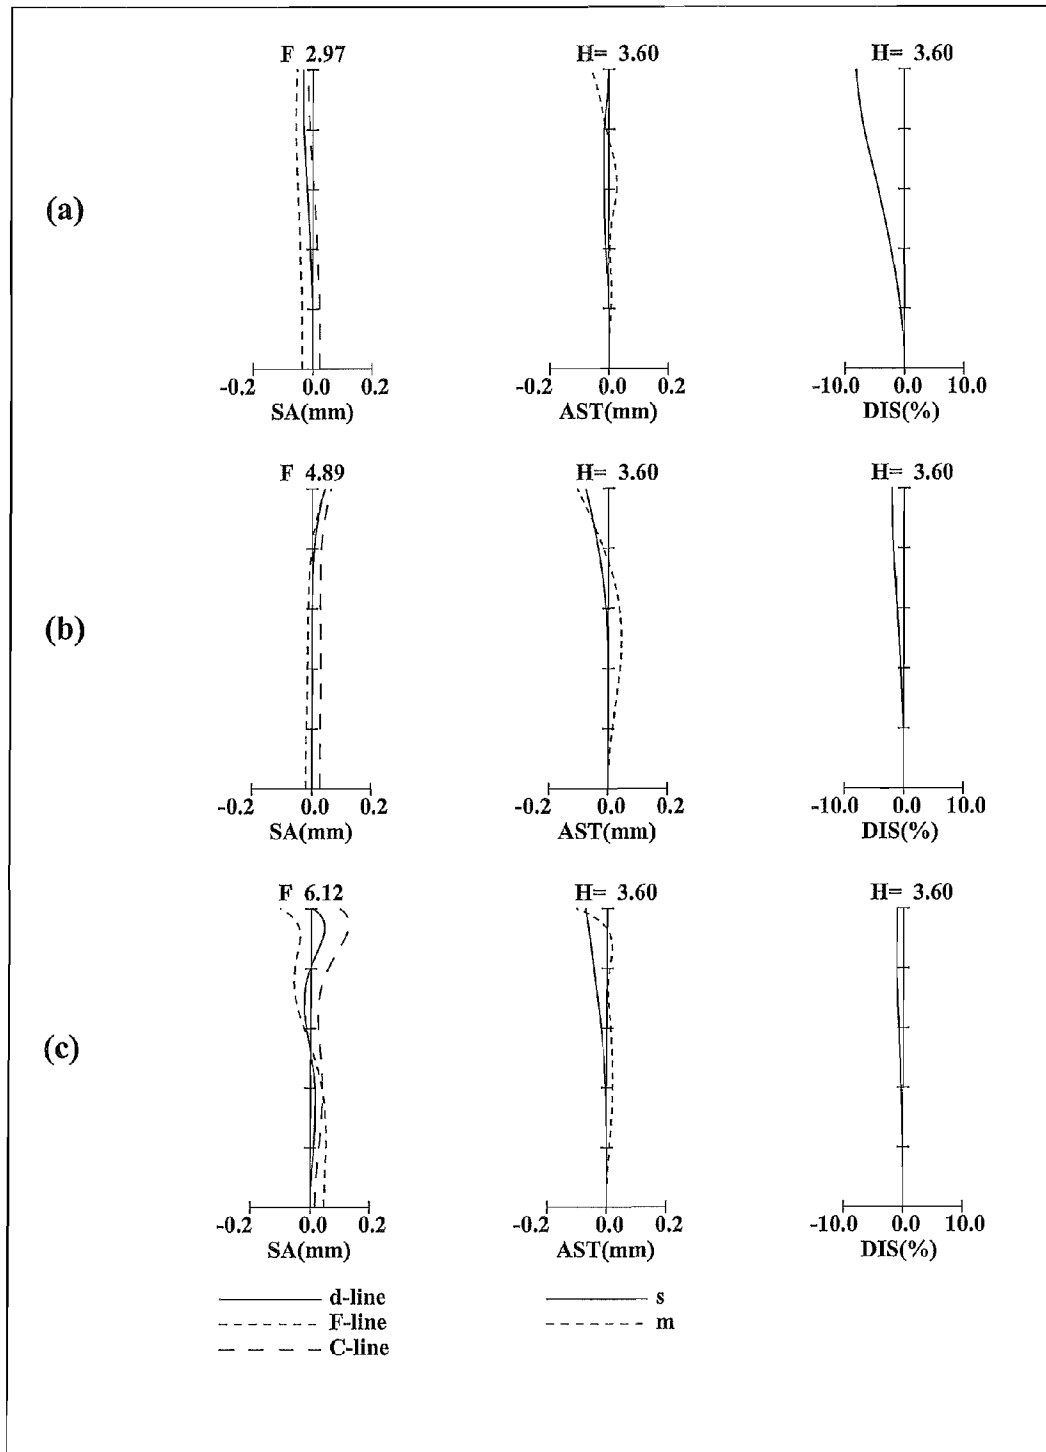 F 2.97 H= 3.60 H= 3.60
(a)
-0.2 0.0 0.2 -0.2 0.0 0.2 -10.0 0.0 10.0
SA(mm) AST(mm) DIS(%)
F 4.89 H= 3.60 H= 3.60
(b)
-0.2 0.0 0.2 -0.2 0.0 0.2 -10.0 0.0 10.0
SA(mm) AST(mm) DIS(%)
F 6.12 H= 3.60 H= 3.60
(c)
-0.2 0.0 0.2 -0.2 0.0 0.2 -10.0 0.0 10.0
SA(mm) AST(mm) DIS(%)
d-line s
F-line m
C-line